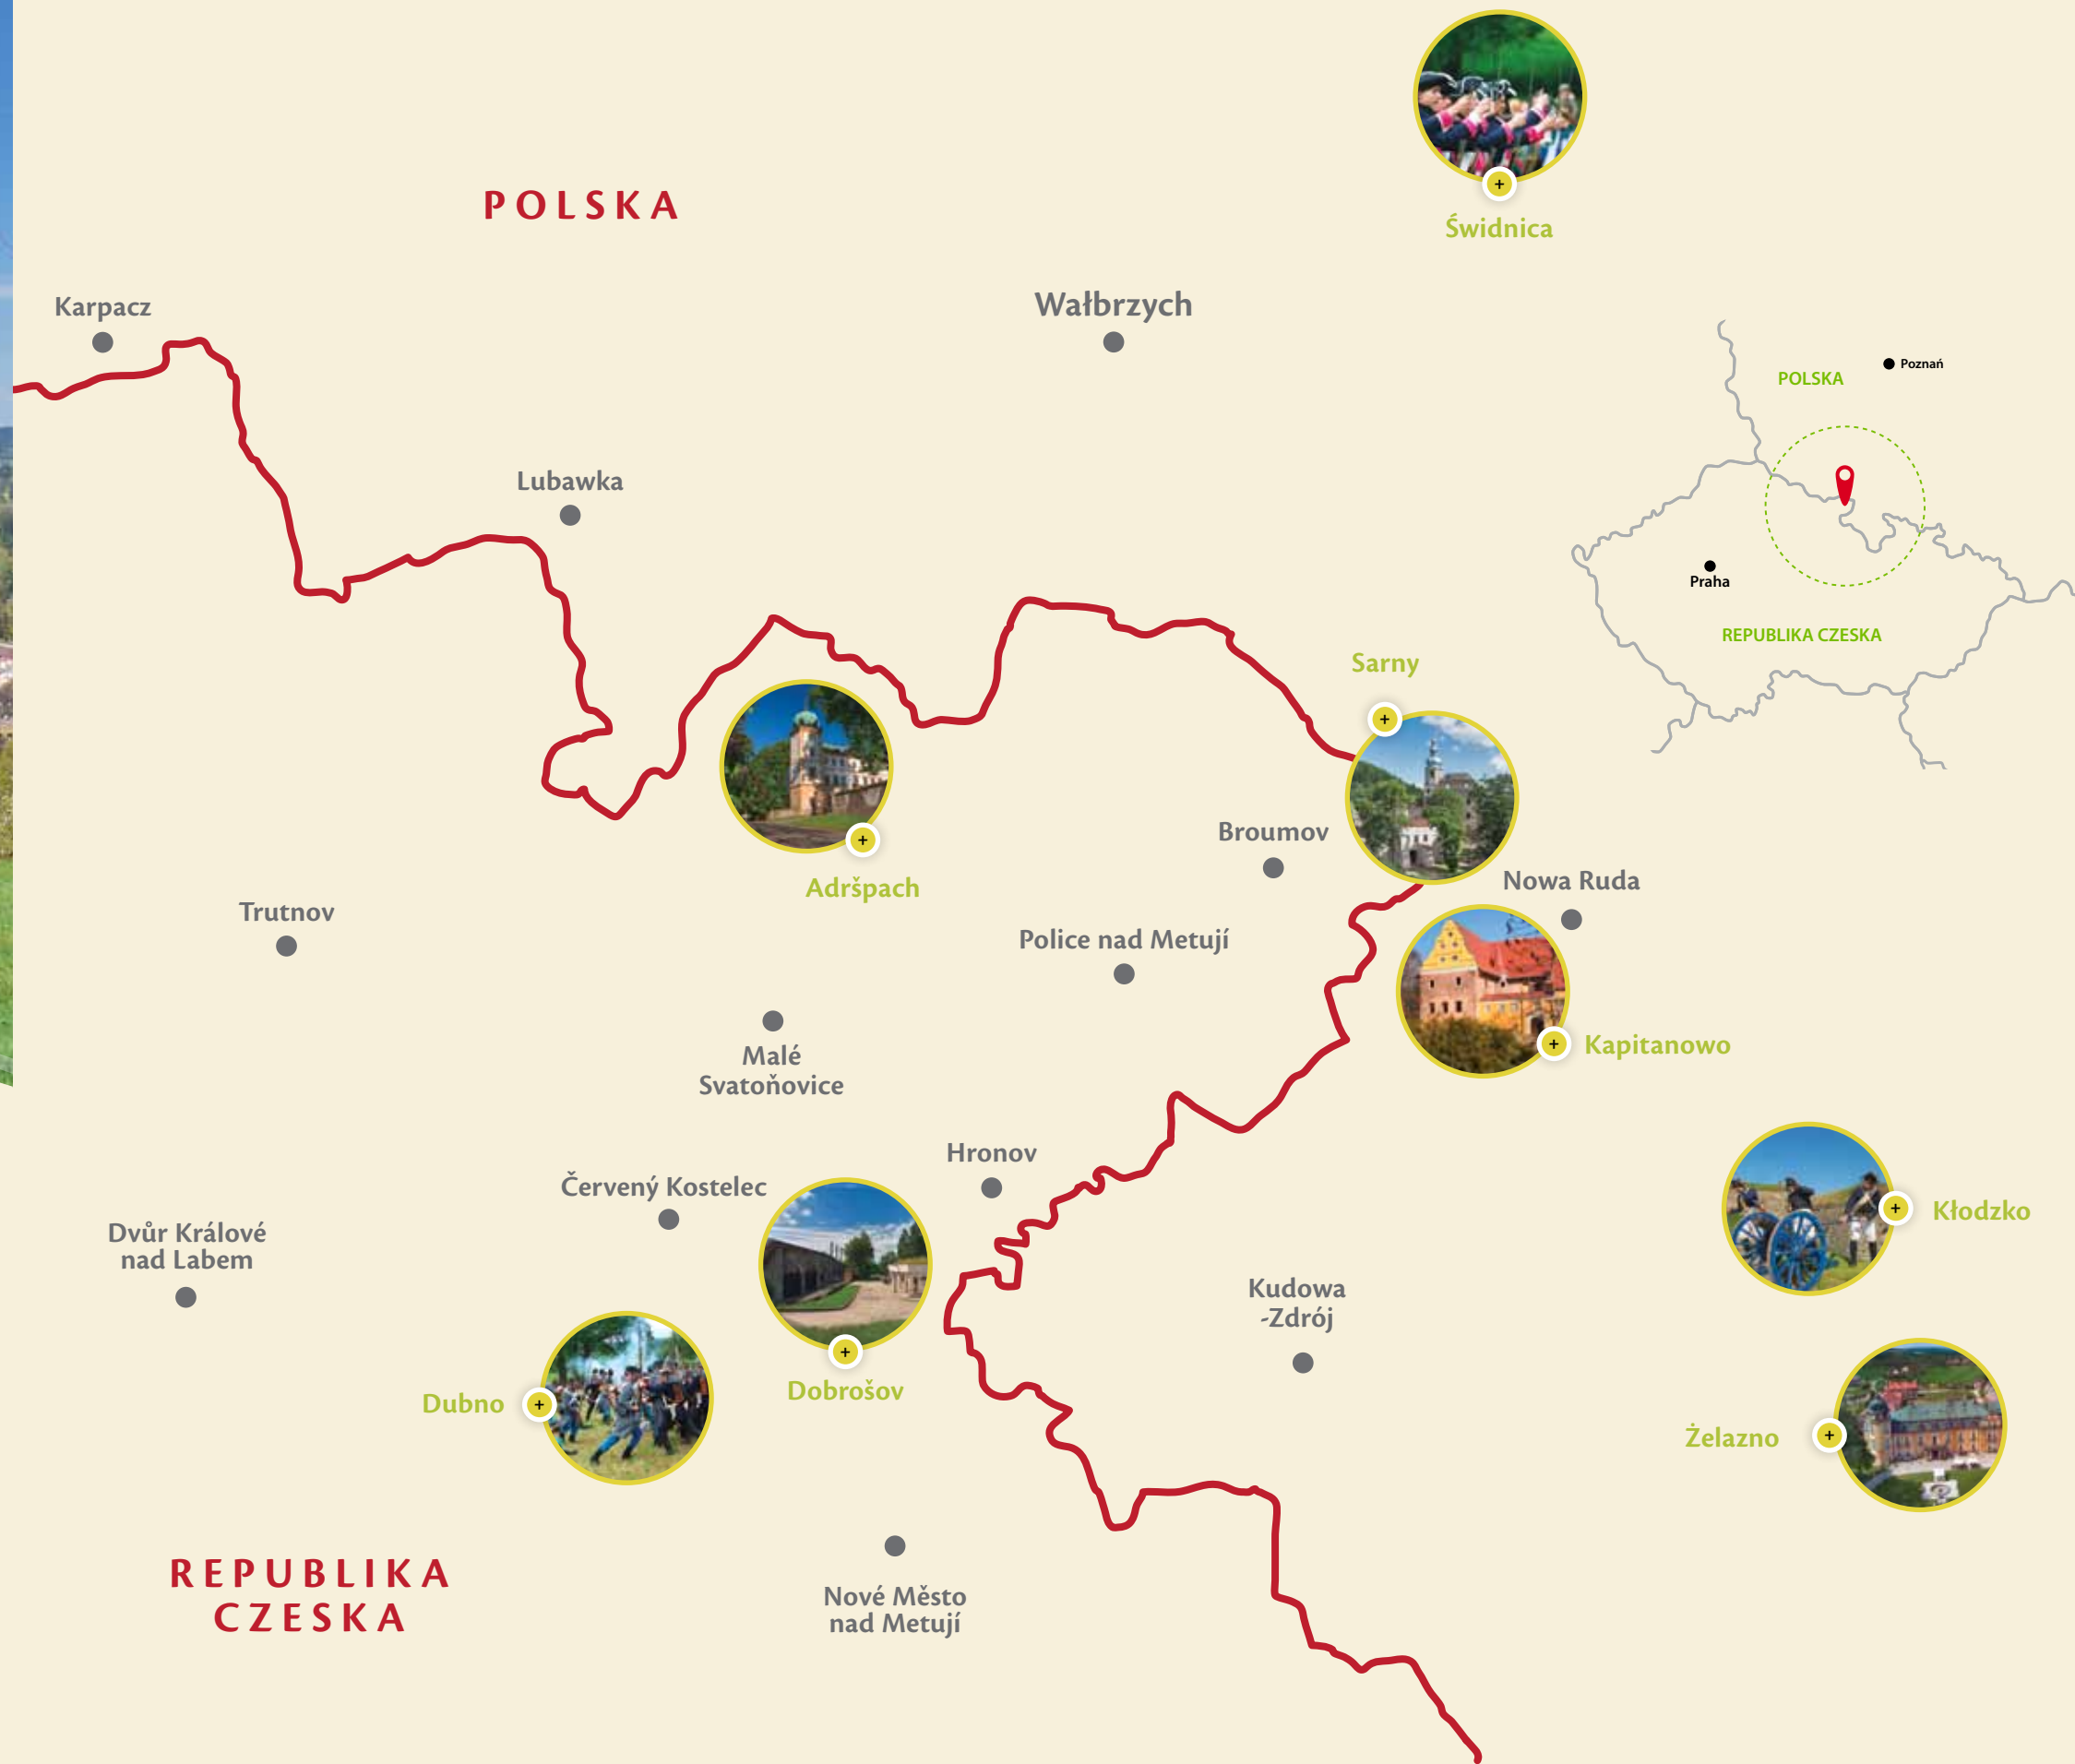 Świdnica
POLSKA
Karpacz
Wałbrzych
Poznań
POLSKA
Lubawka
Praha
REPUBLIKA CZESKA
Sarny
Broumov
Nowa Ruda
Adršpach
Trutnov
Police nad Metují
Kapitanowo
Malé
Svatoňovice
Hronov
Červený Kostelec
Kłodzko
Dvůr Králové
nad Labem
Kudowa
-Zdrój
Dobrošov
Dubno
Żelazno
REPUBLIKA
CZESKA
Nové Město
nad Metují